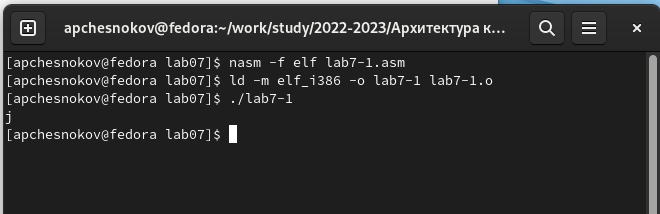 apchesnokov@fedora:~/work/study/2022-2023/Архитектура к...
[apchesnokov@fedora lab07]$ nasm -f elf lab7-1.asm
[apchesnokov@fedora lab07]$ ld -m elf_i386 -o lab7-1 lab7-1.o
[apchesnokov@fedora lab07]$ ./lab7-1
j
[apchesnokov@fedora lab07]$